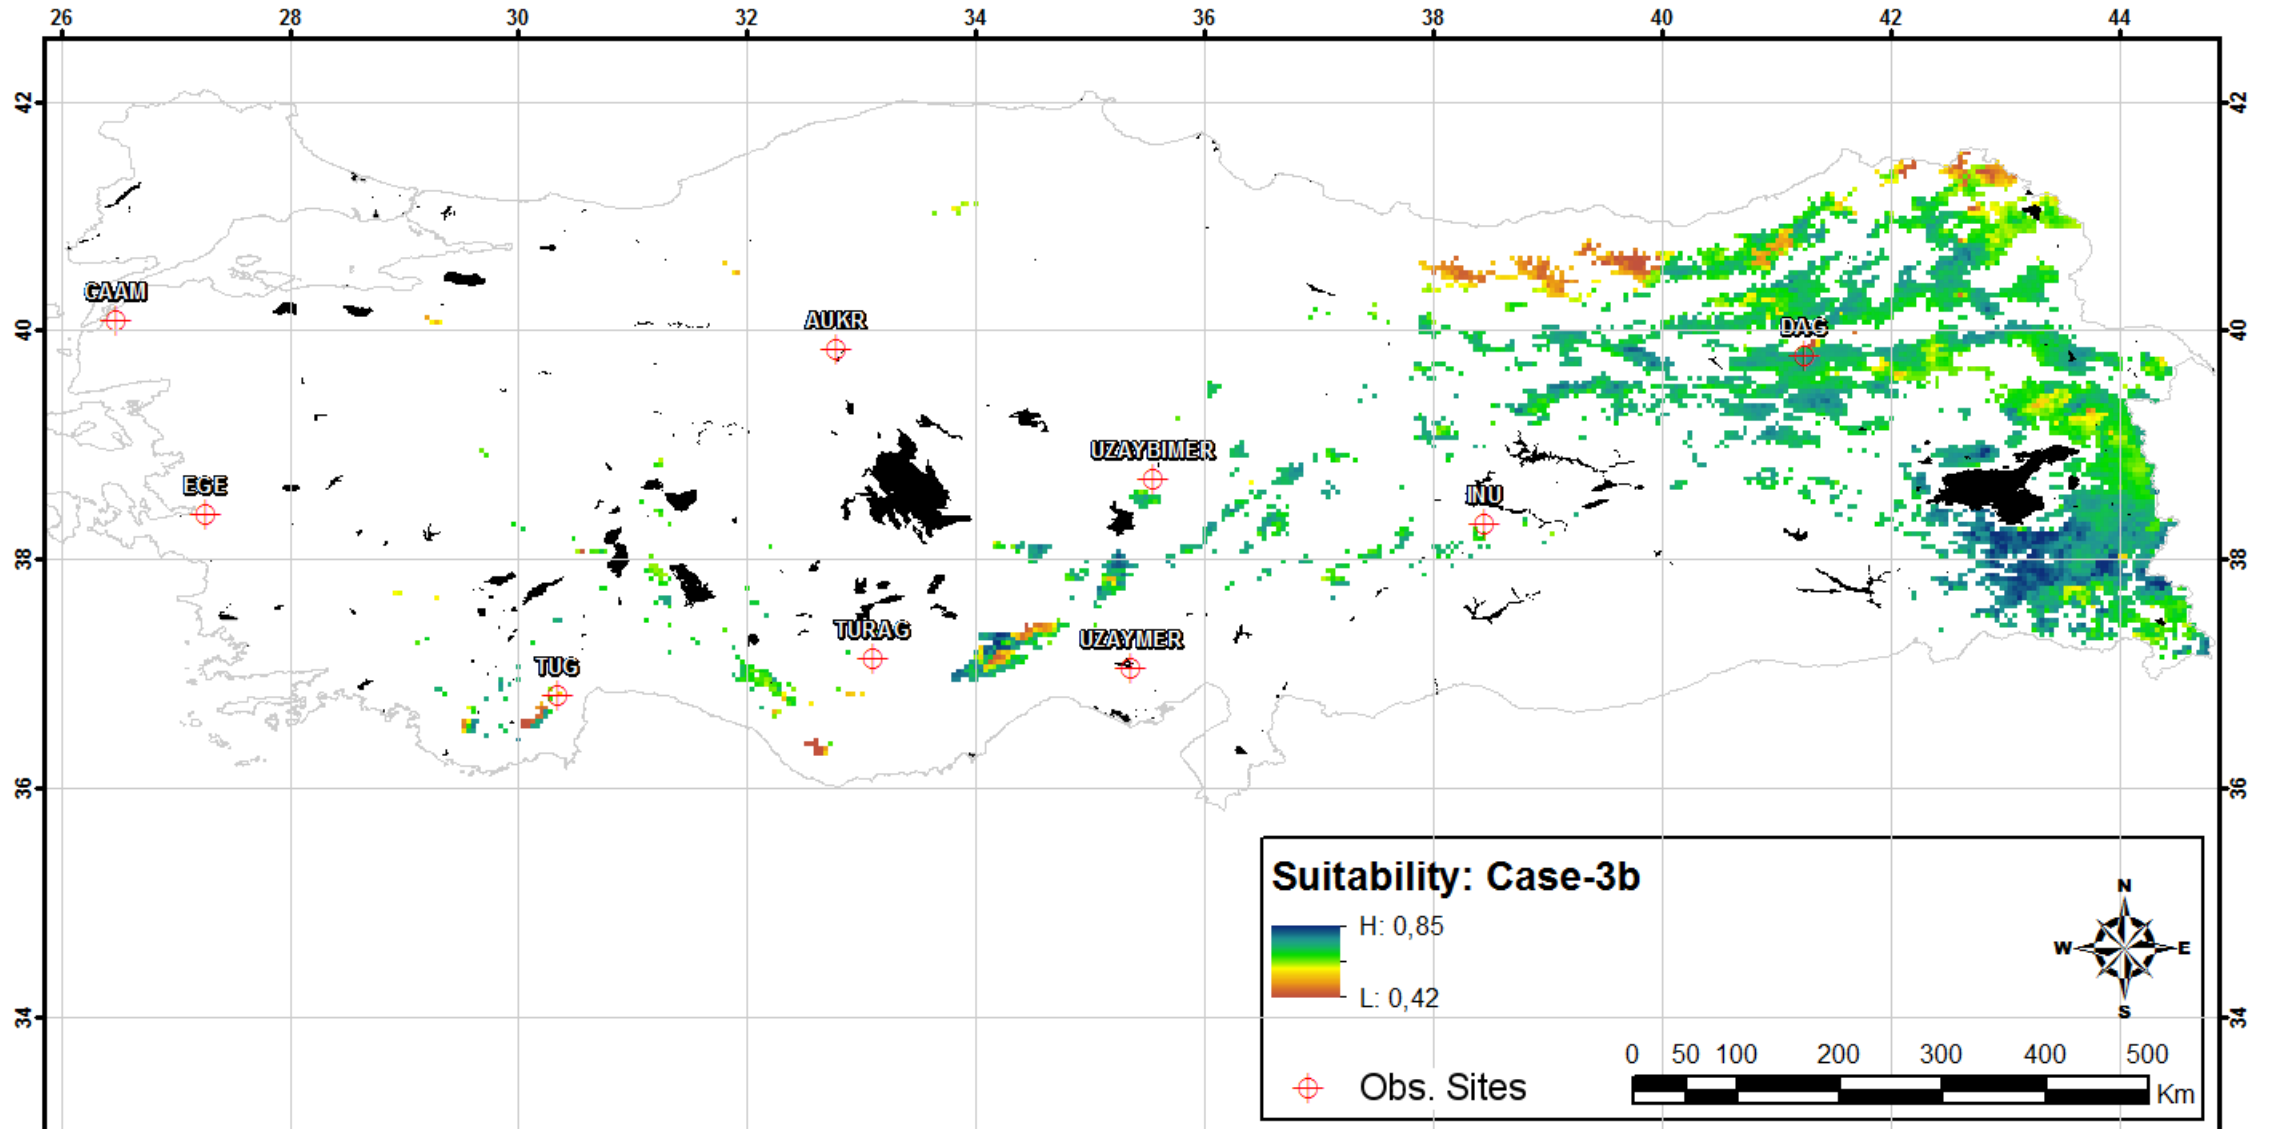 26 28 30 32 34 36 38 40 42 44
42 42
ÇAAM
AUKR
40 40
DAG
UZAYBIMER
EGE
INU
38 38
TURAG
UZAYMER
TUG
36 36
Suitability: Case-3b
N
H: 0,85
W E
L: 0,42
S
34 34
0 50 100 200 300 400 500
Obs. Sites
Km